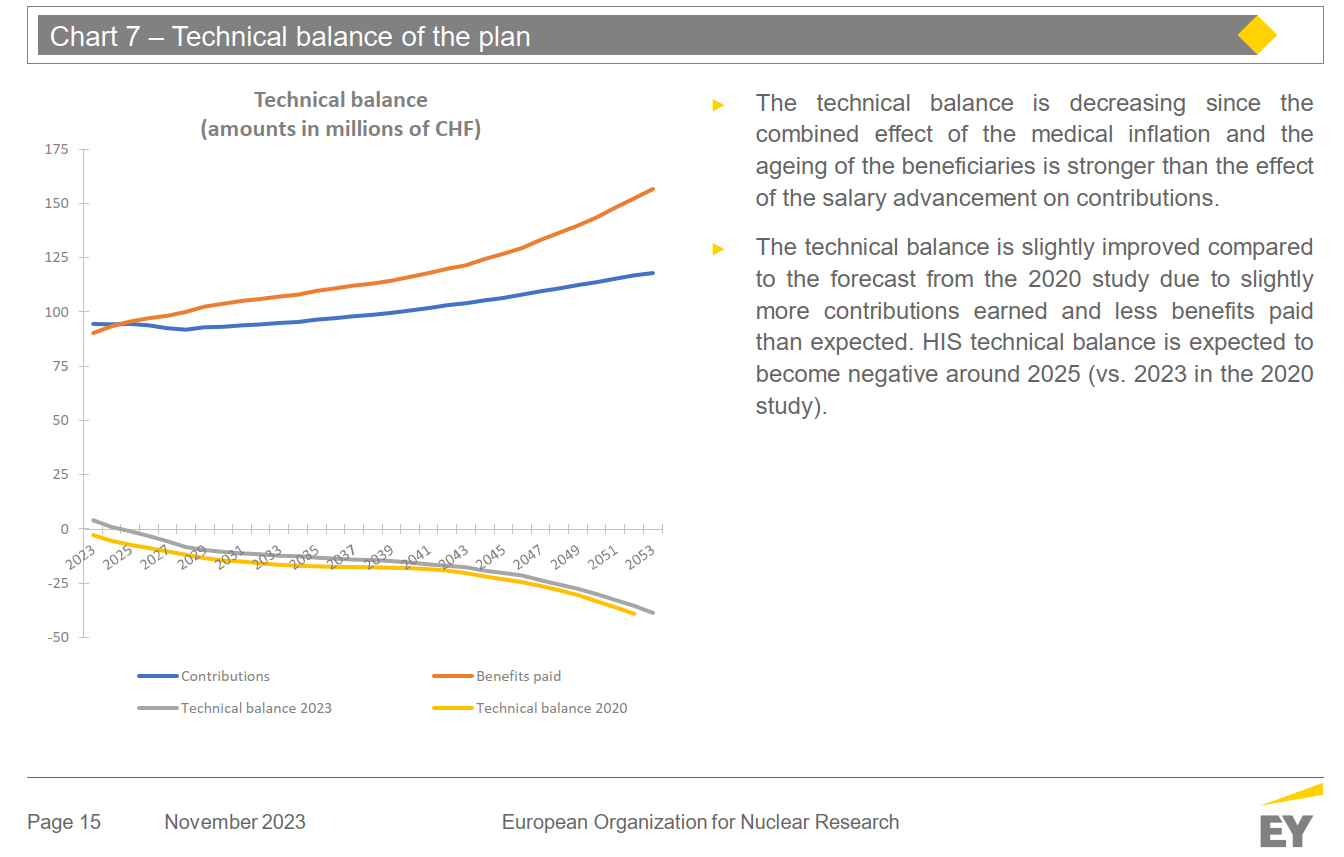 Chart 7 – Technical balance of the plan
Technical balance
(amounts in millions of CHF)
175
150
125
100
75
50
25
0
-25
-50
2023
2025
2027
2029
2031
2033
2035
2037
2039
2041
2043
2045
2047
2049
2051
2053
Contributions
Benefits paid
Technical balance 2023
Technical balance 2020
► The technical balance is decreasing since the
combined effect of the medical inflation and the
ageing of the beneficiaries is stronger than the effect
of the salary advancement on contributions.
► The technical balance is slightly improved compared
to the forecast from the 2020 study due to slightly
more contributions earned and less benefits paid
than expected. HIS technical balance is expected to
become negative around 2025 (vs. 2023 in the 2020
study).
Page 15
November 2023
European Organization for Nuclear Research
EY